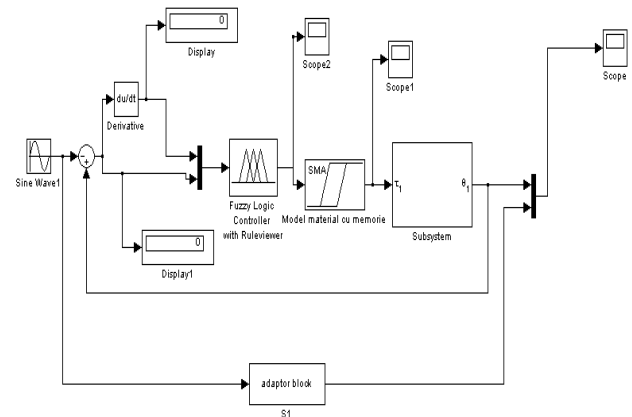 0
Display
Scope2
Scope1
Scope
du/dt
Derivative
-
+
Sine Wave1
Fuzzy Logic
Controller
with Ruleviewer
SMA
Model material cu memorie
τ1
θ1
Subsystem
0
Display1
adaptor block
S1